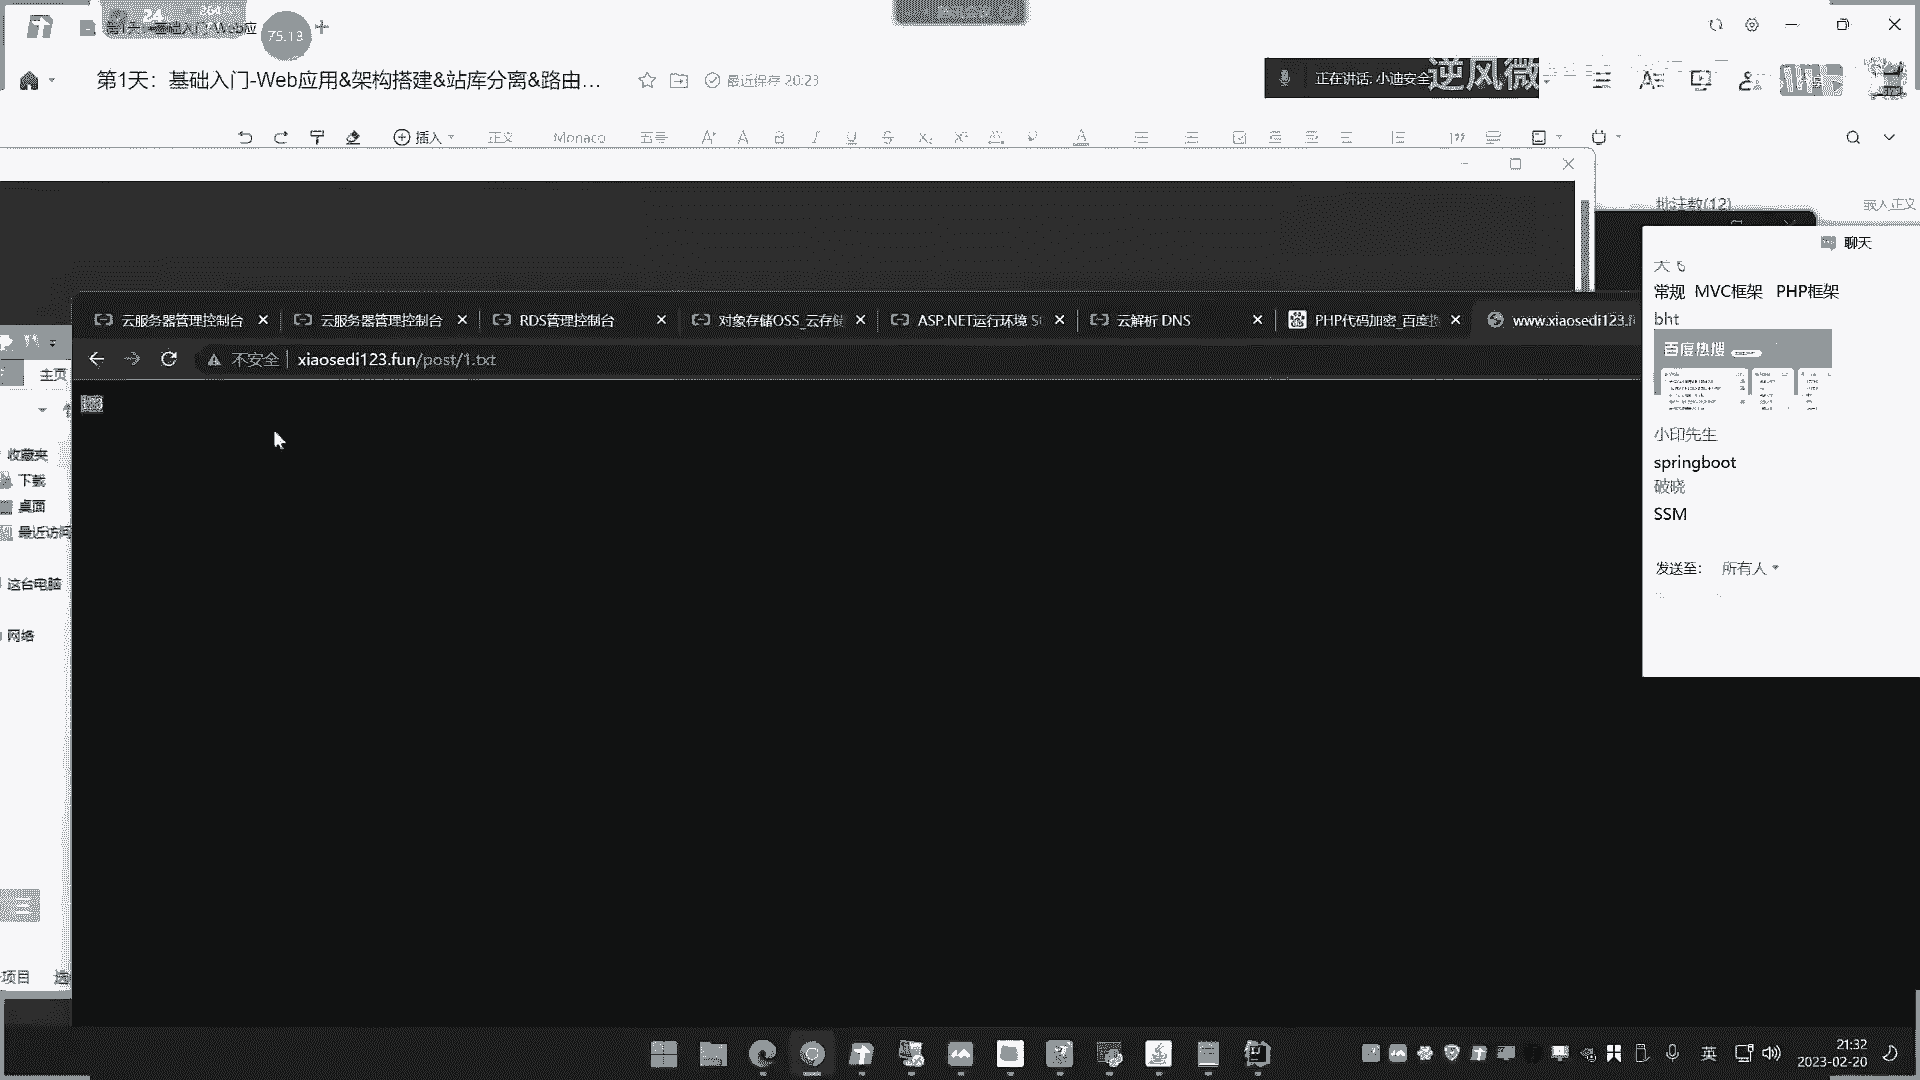 24
75.13
第1天：基础入门-Web应用&架构搭建&站库分离&路由...
最近保存 20:23
正在讲话: 小迪安全
逆风微
插入
正文
Monaco
五号
批注数(12)
嵌入正文
聊天
常规 MVC框架 PHP框架
bht
百度热搜
小印先生
springboot
破晓
SSM
发送至: 所有人
云服务器管理控制台
云服务器管理控制台
RDS管理控制台
对象存储OSS_云存储
ASP.NET运行环境
云解析 DNS
PHP代码加密_百度搜
www.xiaosedi123.f
不安全 xiaosedi123.fun/post/1.txt
主页
收藏夹
下载
桌面
最近访问
这台电脑
网络
项目
英
21:32
2023-02-20